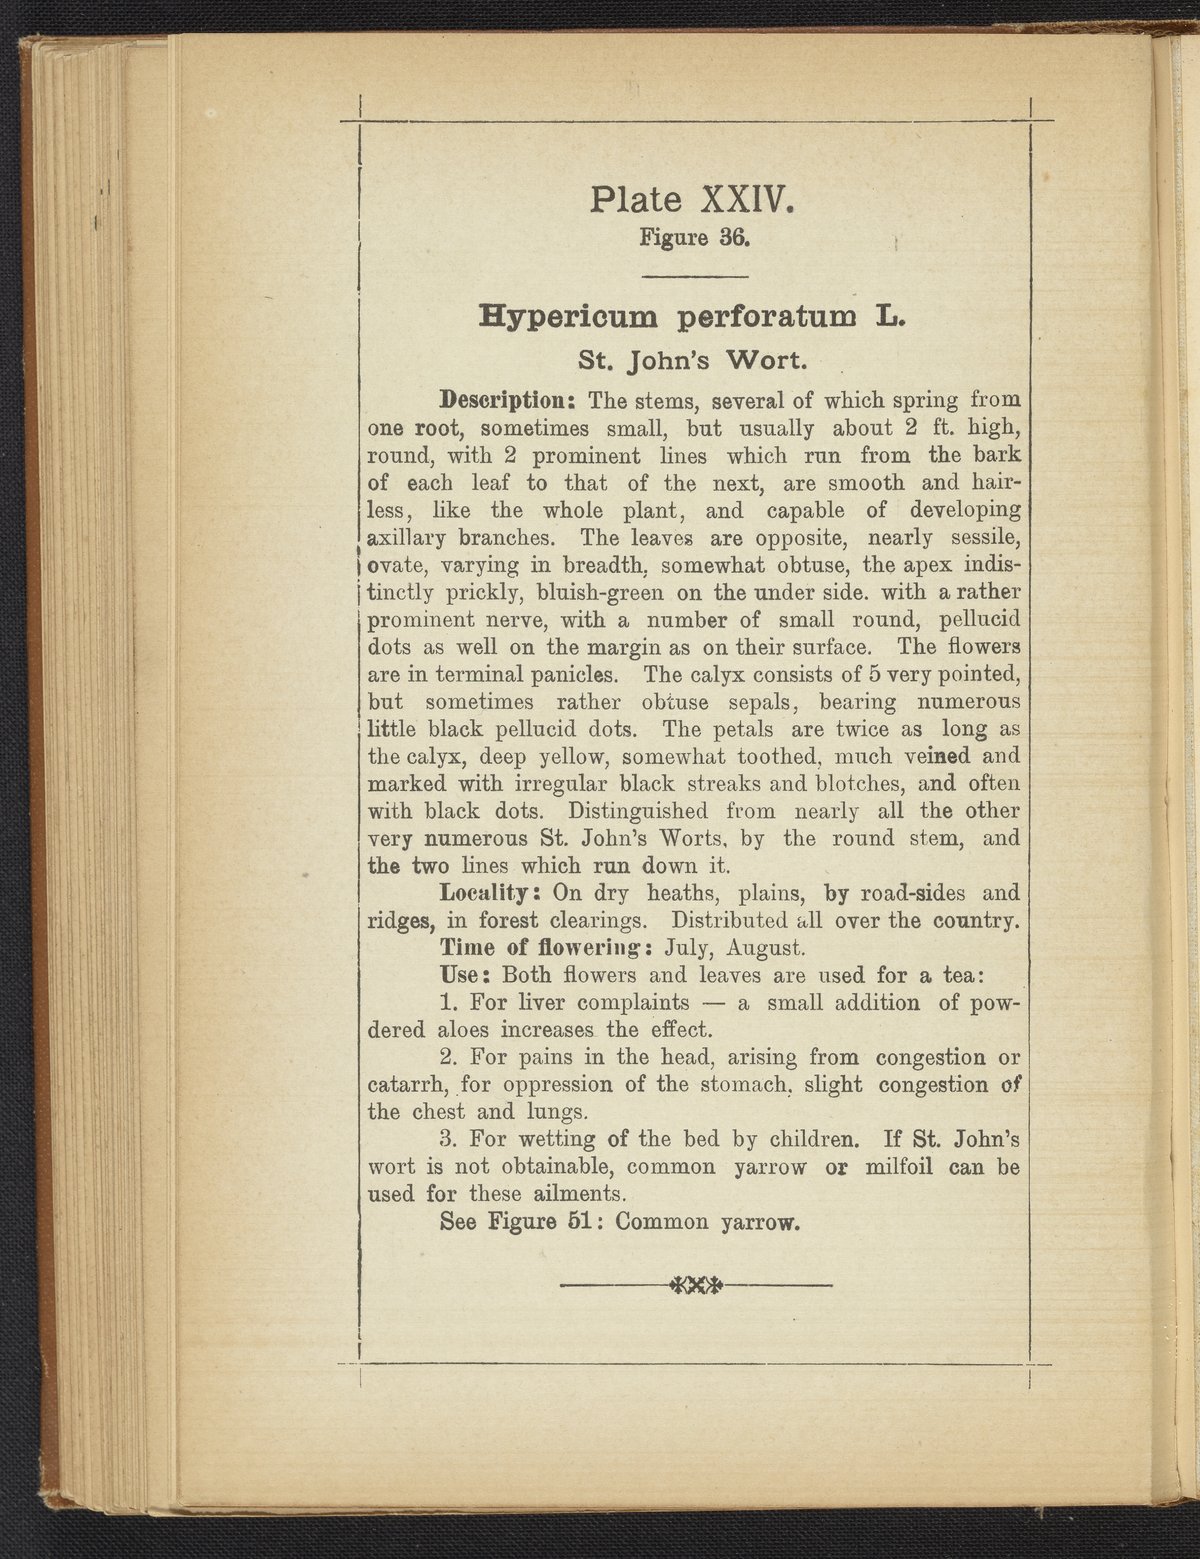 Plate XXIV.
Figure 36.
Hypericum perforatum L.
St. John's Wort.
Description: The stems, several of which spring from
one root, sometimes small, but usually about 2 ft. high,
round, with 2 prominent lines which run from the bark
of each leaf to that of the next, are smooth and hair-
less, like the whole plant, and capable of developing
axillary branches. The leaves are opposite, nearly sessile,
ovate, varying in breadth, somewhat obtuse, the apex indis-
tinctly prickly, bluish-green on the under side. with a rather
prominent nerve, with a number of small round, pellucid
dots as well on the margin as on their surface. The flowers
are in terminal panicles. The calyx consists of 5 very pointed,
but sometimes rather obtuse sepals, bearing numerous
little black pellucid dots. The petals are twice as long as
the calyx, deep yellow, somewhat toothed, much veined and
marked with irregular black streaks and blotches, and often
with black dots. Distinguished from nearly all the other
very numerous St. John's Worts, by the round stem, and
the two lines which run down it.
Locality: On dry heaths, plains, by road-sides and
ridges, in forest clearings. Distributed all over the country.
Time of flowering: July, August.
Use: Both flowers and leaves are used for a tea:
1. For liver complaints — a small addition of pow-
dered aloes increases the effect.
2. For pains in the head, arising from congestion or
catarrh, for oppression of the stomach, slight congestion of
the chest and lungs.
3. For wetting of the bed by children. If St. John's
wort is not obtainable, common yarrow or milfoil can be
used for these ailments.
See Figure 51: Common yarrow.